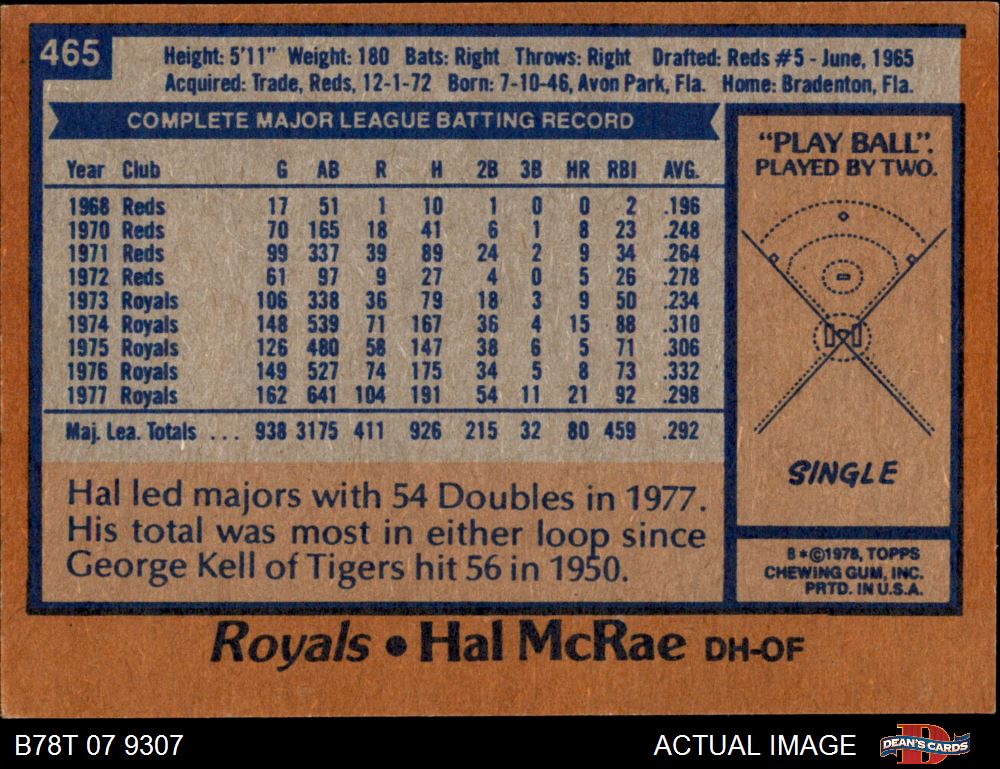 465
Height: 5'11" Weight: 180 Bats: Right Throws: Right Drafted: Reds #5 - June, 1965
Acquired: Trade, Reds, 12-1-72 Born: 7-10-46, Avon Park, Fla. Home: Bradenton, Fla.
COMPLETE MAJOR LEAGUE BATTING RECORD
Year Club G AB R H 2B 3B HR RBI AVG.
1968 Reds 17 51 1 10 1 0 0 2 .196
1970 Reds 70 165 18 41 6 1 8 23 .248
1971 Reds 99 337 39 89 24 2 9 34 .264
1972 Reds 61 97 9 27 4 0 5 26 .278
1973 Royals 106 338 36 79 18 3 9 50 .234
1974 Royals 148 539 71 167 36 4 15 88 .310
1975 Royals 126 480 58 147 38 6 5 71 .306
1976 Royals 149 527 74 175 34 5 8 73 .332
1977 Royals 162 641 104 191 54 11 21 92 .298
Maj. Lea. Totals ... 938 3175 411 926 215 32 80 459 .292
Hal led majors with 54 Doubles in 1977.
His total was most in either loop since
George Kell of Tigers hit 56 in 1950.
"PLAY BALL".
PLAYED BY TWO.
SINGLE
8*©1978, TOPPS
CHEWING GUM, INC.
PRTD. IN U.S.A.
Royals • Hal McRae DH-OF
B78T 07 9307
ACTUAL IMAGE
DEAN'S CARDS